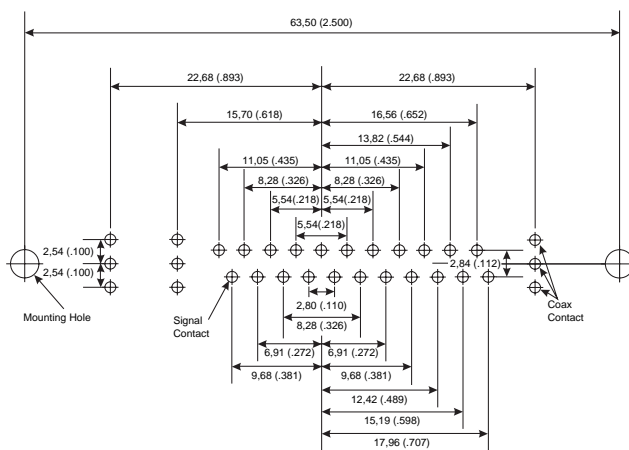 63,50 (2.500)
22,68 (.893) 22,68 (.893)
15,70 (.618) 16,56 (.652)
13,82 (.544)
11,05 (.435) 11,05 (.435)
8,28 (.326) 8,28 (.326)
5,54(.218) 5,54(.218)
5,54(.218)
2,54 (.100)
2,84 (.112)
2,54 (.100)
Mounting Hole
Signal
Contact
Coax
Contact
2,80 (.110)
8,28 (.326)
6,91 (.272) 6,91 (.272)
9,68 (.381) 9,68 (.381)
12,42 (.489)
15,19 (.598)
17,96 (.707)